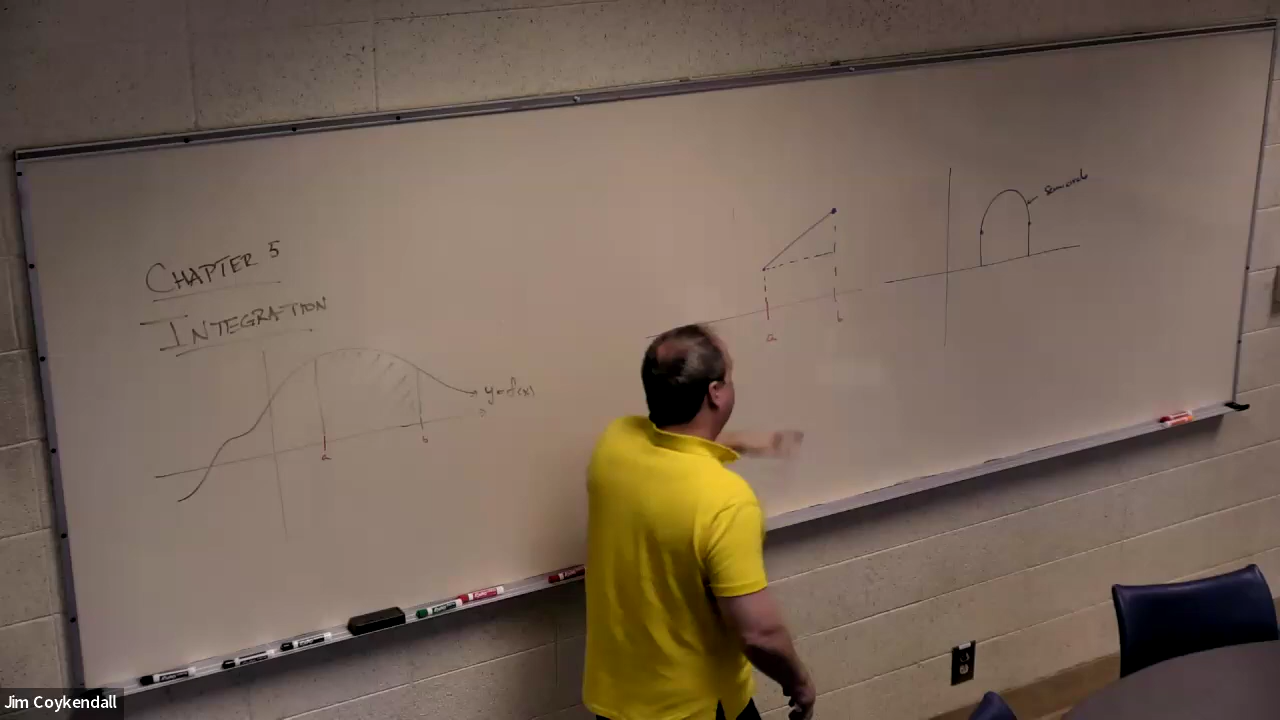 CHAPTER 5
INTEGRATION
y=f(x)
a
b
a
b
Jim Coykendall